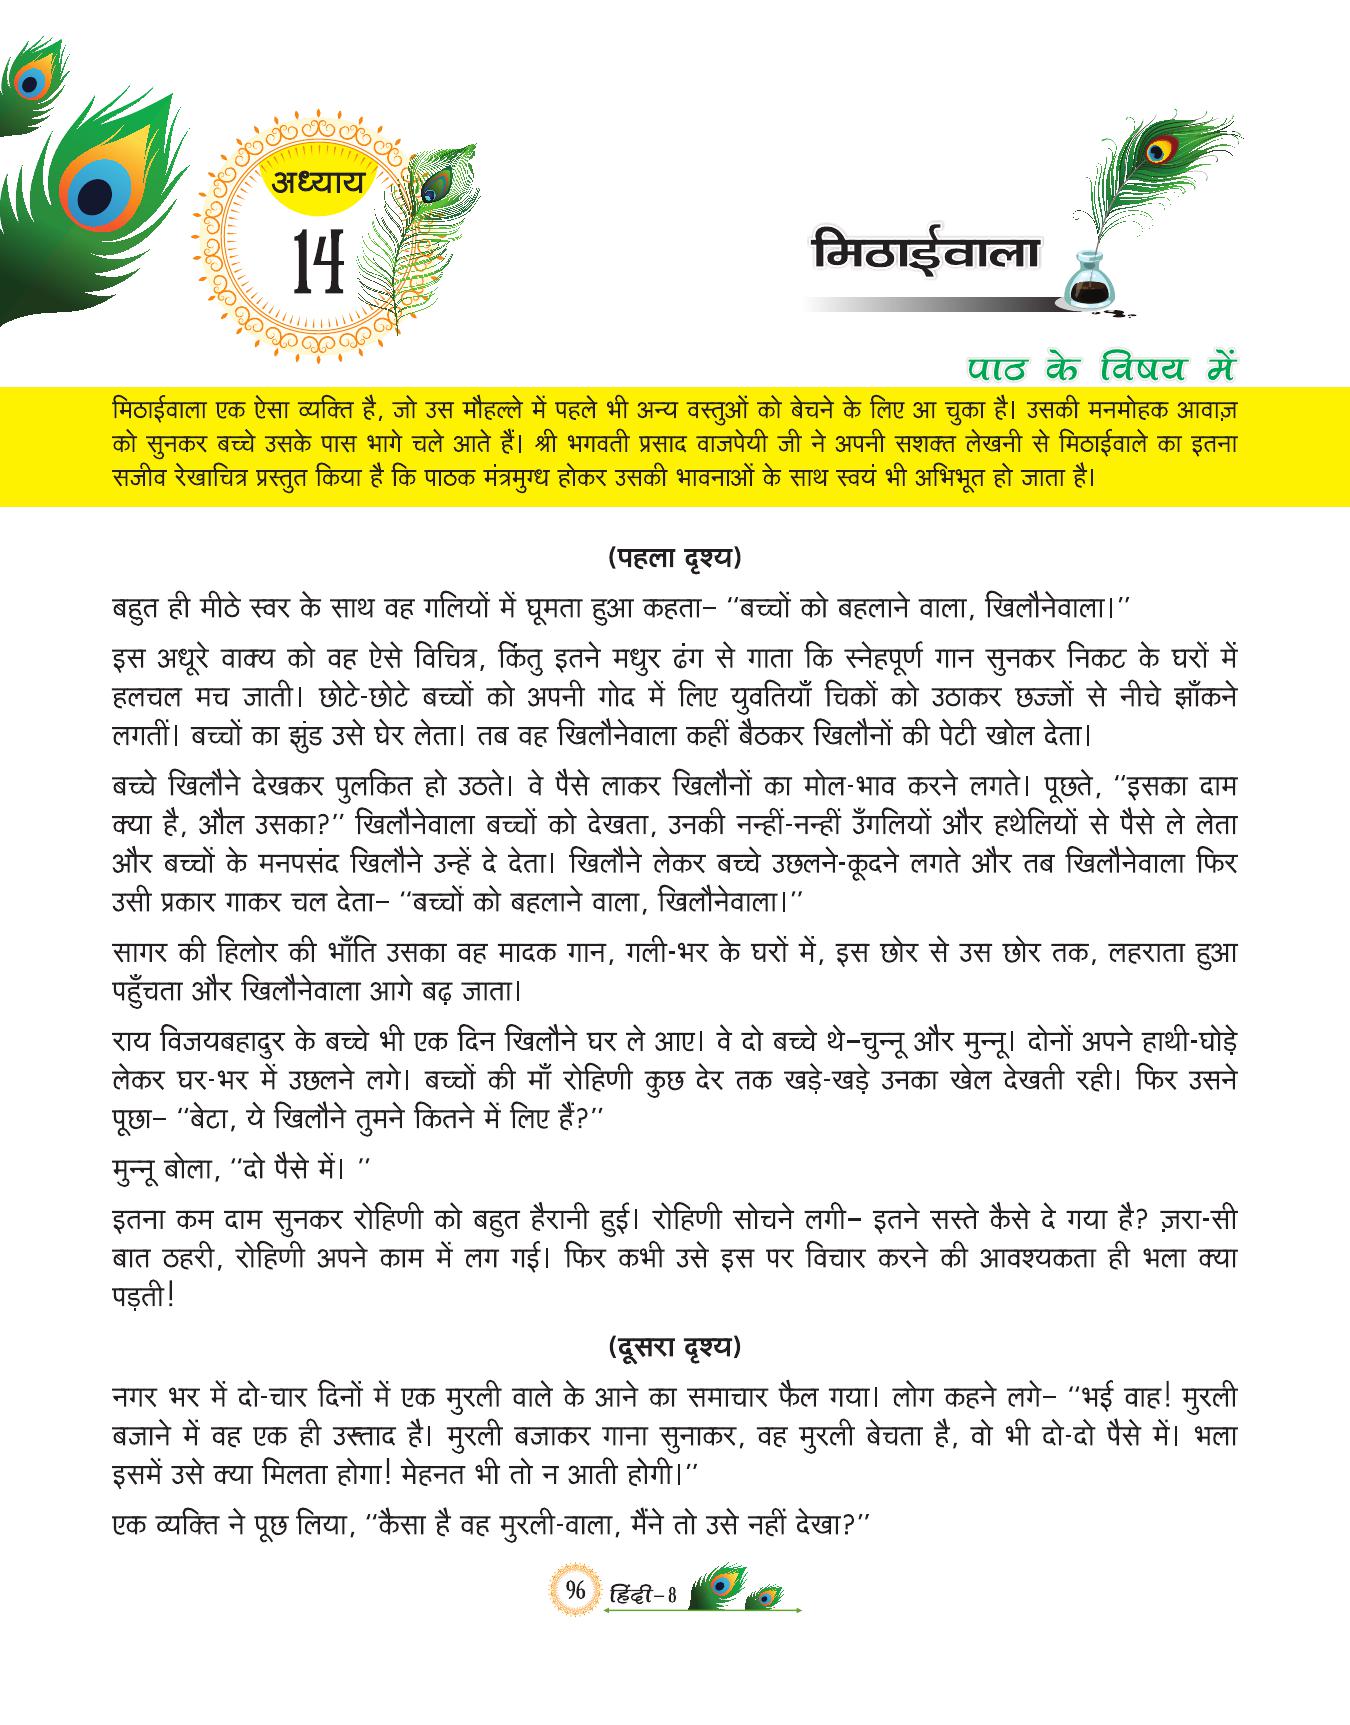 अध्याय
14
मिठाईवाला
पाठ के विषय में
मिठाईवाला एक ऐसा व्यक्ति है, जो उस मौहल्ले में पहले भी अन्य वस्तुओं को बेचने के लिए आ चुका है। उसकी मनमोहक आवाज़
को सुनकर बच्चे उसके पास भागे चले आते हैं। श्री भगवती प्रसाद वाजपेयी जी ने अपनी सशक्त लेखनी से मिठाईवाले का इतना
सजीव रेखाचित्र प्रस्तुत किया है कि पाठक मंत्रमुग्ध होकर उसकी भावनाओं के साथ स्वयं भी अभिभूत हो जाता है।
(पहला दृश्य)
बहुत ही मीठे स्वर के साथ वह गलियों में घूमता हुआ कहता– ‘‘बच्चों को बहलाने वाला, खिलौनेवाला।’’
इस अधूरे वाक्य को वह ऐसे विचित्र, किंतु इतने मधुर ढंग से गाता कि स्नेहपूर्ण गान सुनकर निकट के घरों में
हलचल मच जाती। छोटे-छोटे बच्चों को अपनी गोद में लिए युवतियाँ चिकों को उठाकर छज्जों से नीचे झाँकने
लगतीं। बच्चों का झुंड उसे घेर लेता। तब वह खिलौनेवाला कहीं बैठकर खिलौनों की पेटी खोल देता।
बच्चे खिलौने देखकर पुलकित हो उठते। वे पैसे लाकर खिलौनों का मोल-भाव करने लगते। पूछते, ‘‘इसका दाम
क्या है, औल उसका?’’ खिलौनेवाला बच्चों को देखता, उनकी नन्हीं-नन्हीं उँगलियों और हथेलियों से पैसे ले लेता
और बच्चों के मनपसंद खिलौने उन्हें दे देता। खिलौने लेकर बच्चे उछलने-कूदने लगते और तब खिलौनेवाला फिर
उसी प्रकार गाकर चल देता– ‘‘बच्चों को बहलाने वाला, खिलौनेवाला।’’
सागर की हिलोर की भाँति उसका वह मादक गान, गली-भर के घरों में, इस छोर से उस छोर तक, लहराता हुआ
पहुँचता और खिलौनेवाला आगे बढ़ जाता।
राय विजयबहादुर के बच्चे भी एक दिन खिलौने घर ले आए। वे दो बच्चे थे–चुन्नू और मुन्नू। दोनों अपने हाथी-घोड़े
लेकर घर-भर में उछलने लगे। बच्चों की माँ रोहिणी कुछ देर तक खड़े-खड़े उनका खेल देखती रही। फिर उसने
पूछा– ‘‘बेटा, ये खिलौने तुमने कितने में लिए हैं?’’
मुन्नू बोला, ‘‘दो पैसे में। ’’
इतना कम दाम सुनकर रोहिणी को बहुत हैरानी हुई। रोहिणी सोचने लगी– इतने सस्ते कैसे दे गया है? ज़रा-सी
बात ठहरी, रोहिणी अपने काम में लग गई। फिर कभी उसे इस पर विचार करने की आवश्यकता ही भला क्या
पड़ती!
(दूसरा दृश्य)
नगर भर में दो-चार दिनों में एक मुरली वाले के आने का समाचार फैल गया। लोग कहने लगे– ‘‘भई वाह! मुरली
बजाने में वह एक ही उस्ताद है। मुरली बजाकर गाना सुनाकर, वह मुरली बेचता है, वो भी दो-दो पैसे में। भला
इसमें उसे क्या मिलता होगा! मेहनत भी तो न आती होगी।’’
एक व्यक्ति ने पूछ लिया, ‘‘कैसा है वह मुरली-वाला, मैंने तो उसे नहीं देखा?’’
96 हिंदी–8